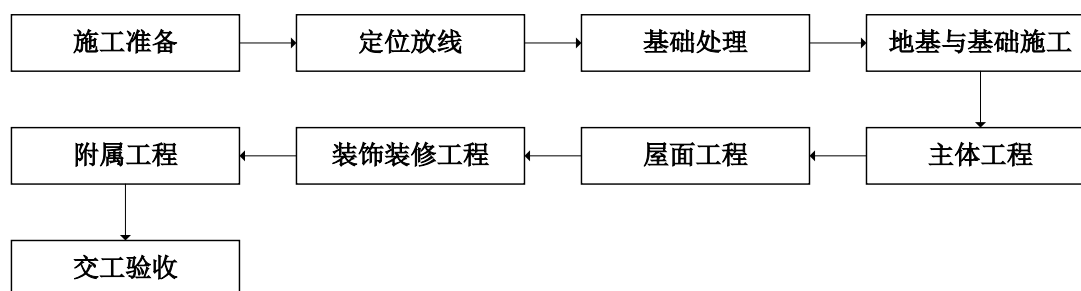 施工准备
定位放线
基础处理
地基与基础施工
附属工程
装饰装修工程
屋面工程
主体工程
交工验收